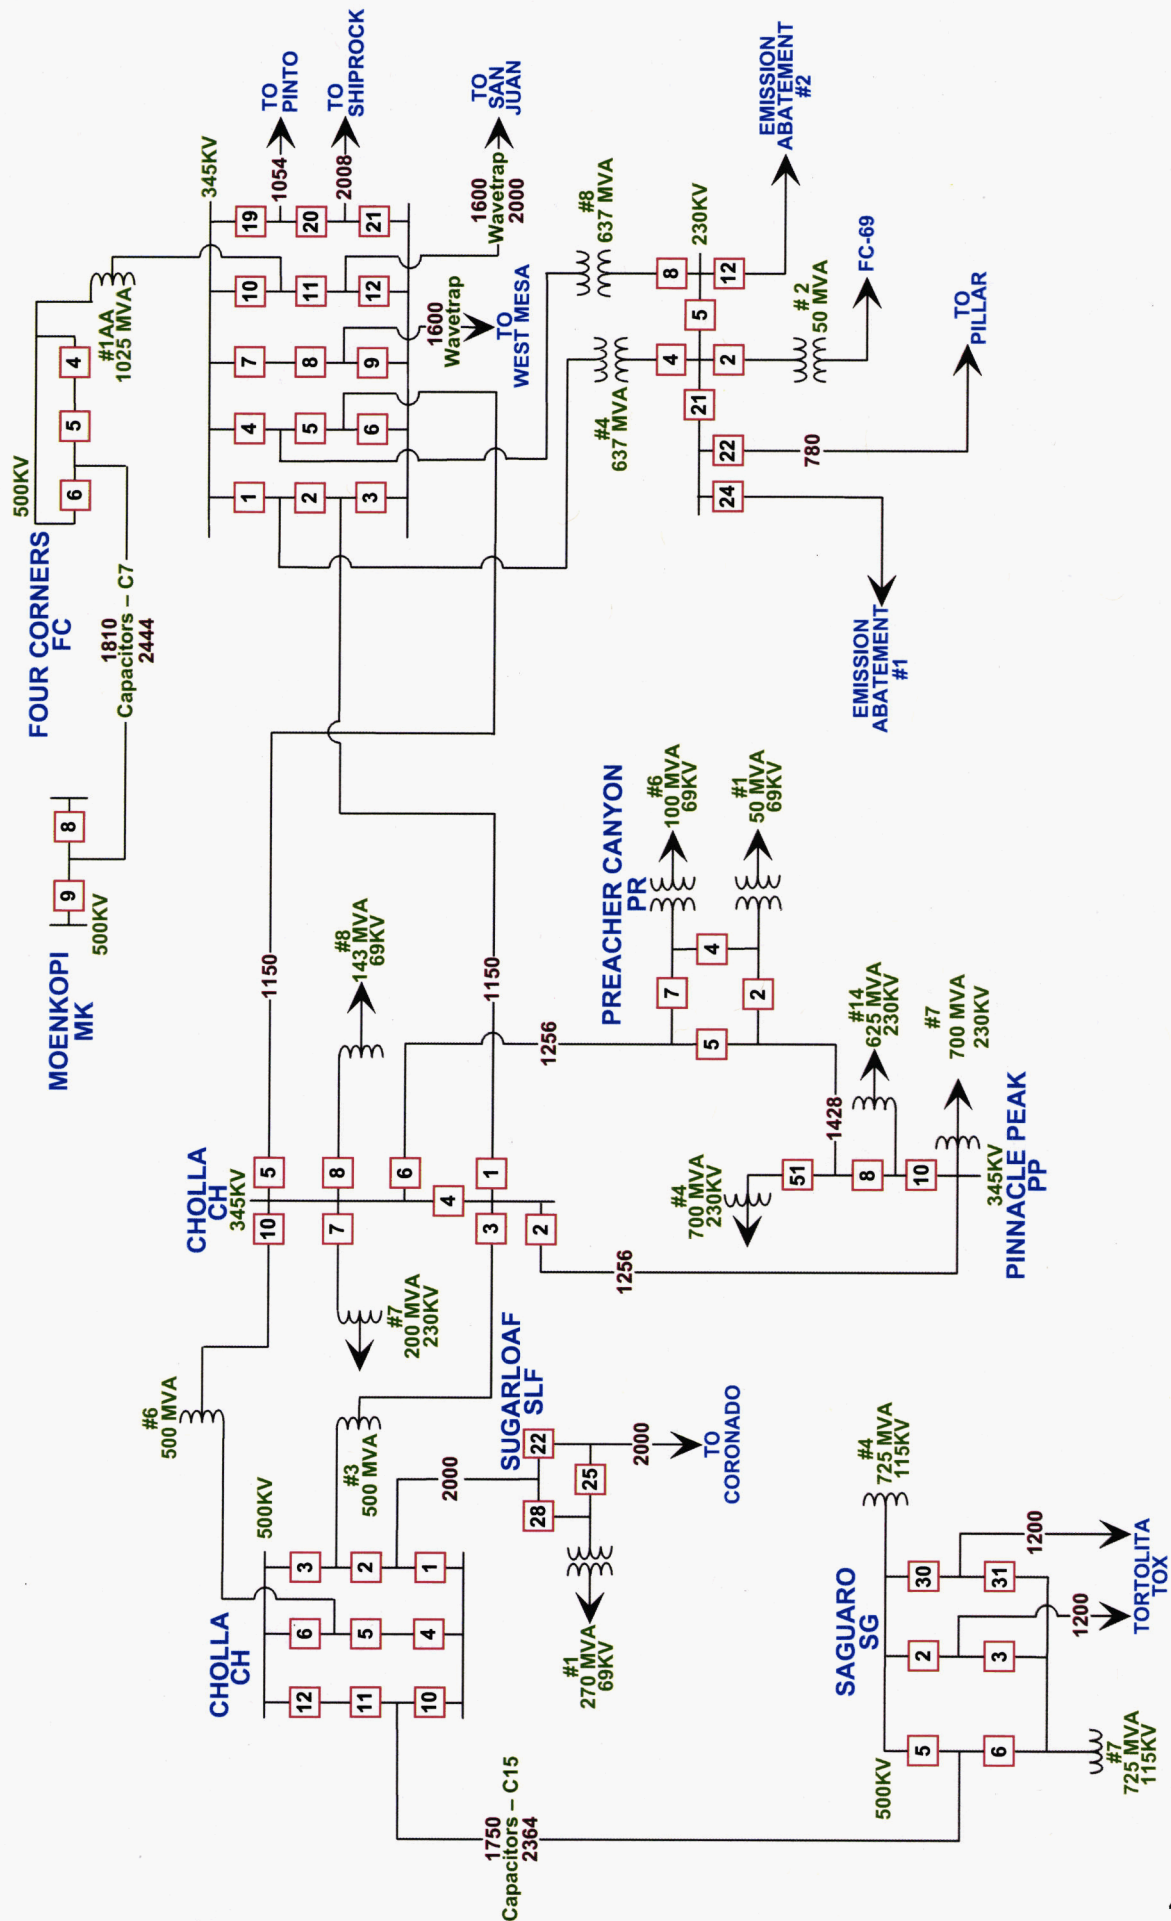 MOENKOPI
MK
500KV
9
8
1810
Capacitors – C7
2444
FOUR CORNERS
FC
500KV
6
5
4
#1AA
1025 MVA
345KV
1
2
3
4
5
6
7
8
9
10
11
12
19
20
21
1054
TO
PINTO
2008
TO
SHIPROCK
1600
Wavetrap
2000
TO
SAN
JUAN
1600
Wavetrap
TO
WEST MESA
#4
637 MVA
#8
637 MVA
230KV
4
8
21
5
24
22
2
12
# 2
50 MVA
780
EMISSION
ABATEMENT
#1
TO
PILLAR
FC-69
EMISSION
ABATEMENT
#2
1150
1150
CHOLLA
CH
345KV
10
5
7
8
6
4
3
1
2
#8
143 MVA
69KV
#7
200 MVA
230KV
1256
1256
PREACHER CANYON
PR
7
4
5
2
#6
100 MVA
69KV
#1
50 MVA
69KV
1428
#4
700 MVA
230KV
51
8
10
#14
625 MVA
230KV
#7
700 MVA
230KV
345KV
PINNACLE PEAK
PP
#6
500 MVA
#3
500 MVA
CHOLLA
CH
500KV
12
11
10
6
5
4
3
2
1
2000
SUGARLOAF
SLF
28
22
25
#1
270 MVA
69KV
2000
TO
CORONADO
1750
Capacitors – C15
2364
SAGUARO
SG
500KV
5
6
2
3
30
31
#4
725 MVA
115KV
#7
725 MVA
115KV
1200
1200
TORTOLITA
TOX